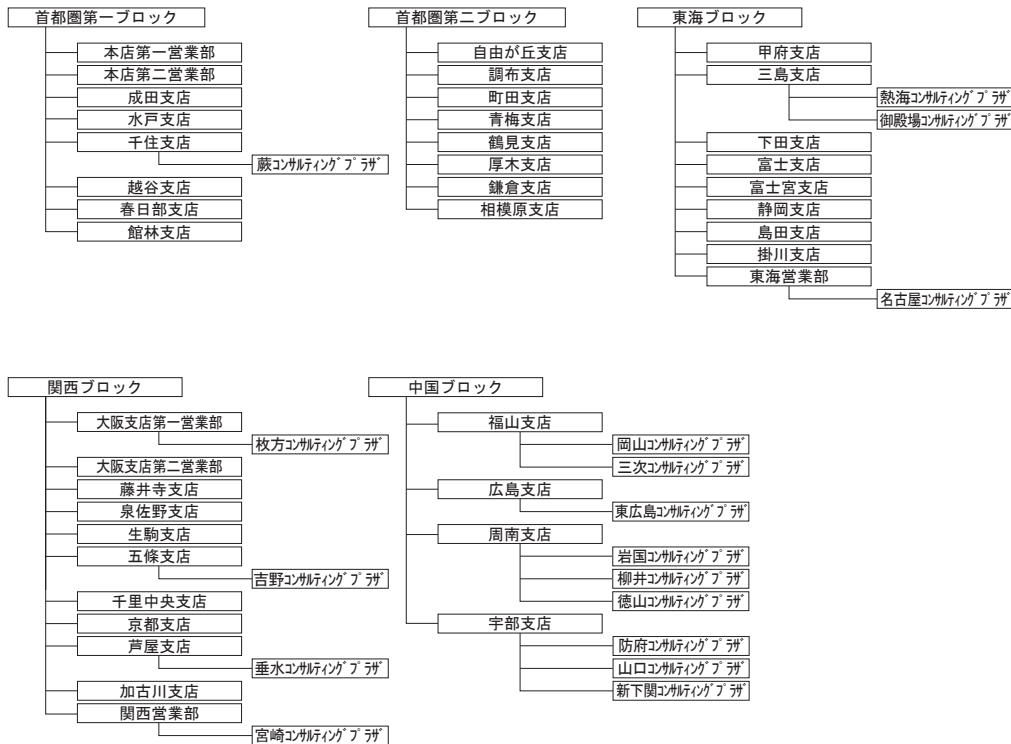 首都圏第一ブロック
本店第一営業部
本店第二営業部
成田支店
水戸支店
千住支店
蕨ｺﾝｻﾙﾃｨﾝｸﾞﾌﾟﾗｻﾞ
越谷支店
春日部支店
館林支店
首都圏第二ブロック
自由が丘支店
調布支店
町田支店
青梅支店
鶴見支店
厚木支店
鎌倉支店
相模原支店
東海ブロック
甲府支店
三島支店
熱海ｺﾝｻﾙﾃｨﾝｸﾞﾌﾟﾗｻﾞ
御殿場ｺﾝｻﾙﾃｨﾝｸﾞﾌﾟﾗｻﾞ
下田支店
富士支店
富士宮支店
静岡支店
島田支店
掛川支店
東海営業部
名古屋ｺﾝｻﾙﾃｨﾝｸﾞﾌﾟﾗｻﾞ
関西ブロック
大阪支店第一営業部
枚方ｺﾝｻﾙﾃｨﾝｸﾞﾌﾟﾗｻﾞ
大阪支店第二営業部
藤井寺支店
泉佐野支店
生駒支店
五條支店
吉野ｺﾝｻﾙﾃｨﾝｸﾞﾌﾟﾗｻﾞ
千里中央支店
京都支店
芦屋支店
垂水ｺﾝｻﾙﾃｨﾝｸﾞﾌﾟﾗｻﾞ
加古川支店
関西営業部
宮崎ｺﾝｻﾙﾃｨﾝｸﾞﾌﾟﾗｻﾞ
中国ブロック
福山支店
岡山ｺﾝｻﾙﾃｨﾝｸﾞﾌﾟﾗｻﾞ
三次ｺﾝｻﾙﾃｨﾝｸﾞﾌﾟﾗｻﾞ
広島支店
東広島ｺﾝｻﾙﾃｨﾝｸﾞﾌﾟﾗｻﾞ
周南支店
岩国ｺﾝｻﾙﾃｨﾝｸﾞﾌﾟﾗｻﾞ
柳井ｺﾝｻﾙﾃｨﾝｸﾞﾌﾟﾗｻﾞ
徳山ｺﾝｻﾙﾃｨﾝｸﾞﾌﾟﾗｻﾞ
宇部支店
防府ｺﾝｻﾙﾃｨﾝｸﾞﾌﾟﾗｻﾞ
山口ｺﾝｻﾙﾃｨﾝｸﾞﾌﾟﾗｻﾞ
新下関ｺﾝｻﾙﾃｨﾝｸﾞﾌﾟﾗｻﾞ